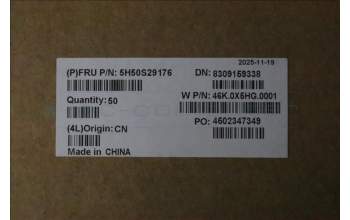 2025-11-19
(P)FRU P/N: 5H50S29176 DN: 8309159338
Quantity: 50 W P/N: 46K.0X5HG.0001
(4L)Origin: CN PO: 4602347349
Made in CHINA